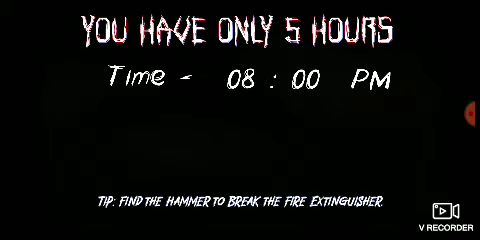 YOU HAVE ONLY 5 HOURS
Time - 08 : 00 PM
TIP: FIND THE HAMMER TO BREAK THE FIRE EXTINGUISHER.
V RECORDER